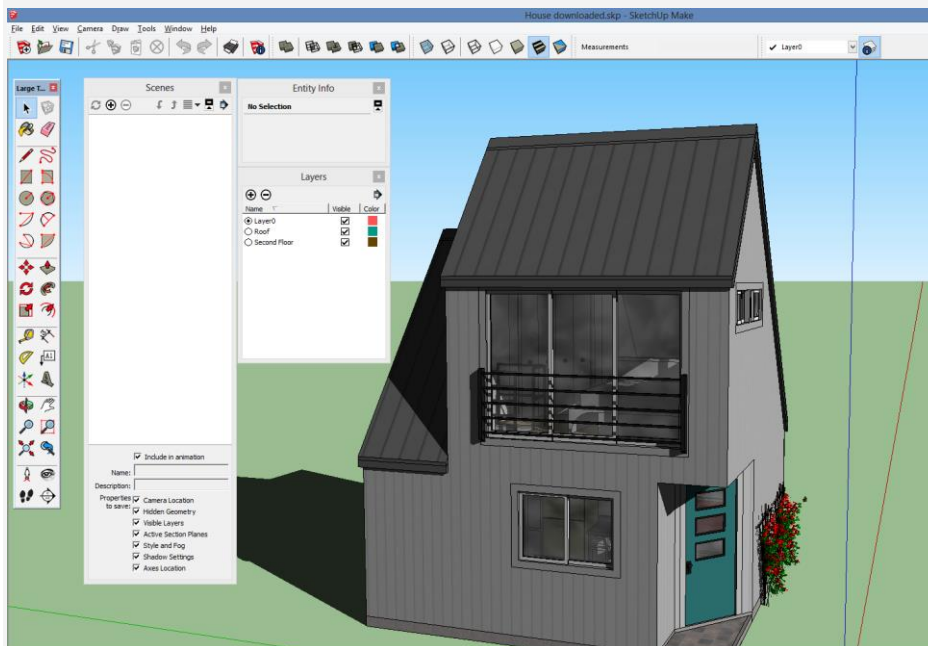 House downloaded.skp - SketchUp Make
File Edit View Camera Draw Tools Window Help
Measurements
Layer0
Large T...
Scenes
Include in animation
Name:
Description:
Properties to save:
Camera Location
Hidden Geometry
Visible Layers
Active Section Planes
Style and Fog
Shadow Settings
Axes Location
Entity Info
No Selection
Layers
Name Visible Color
Layer0
Roof
Second Floor